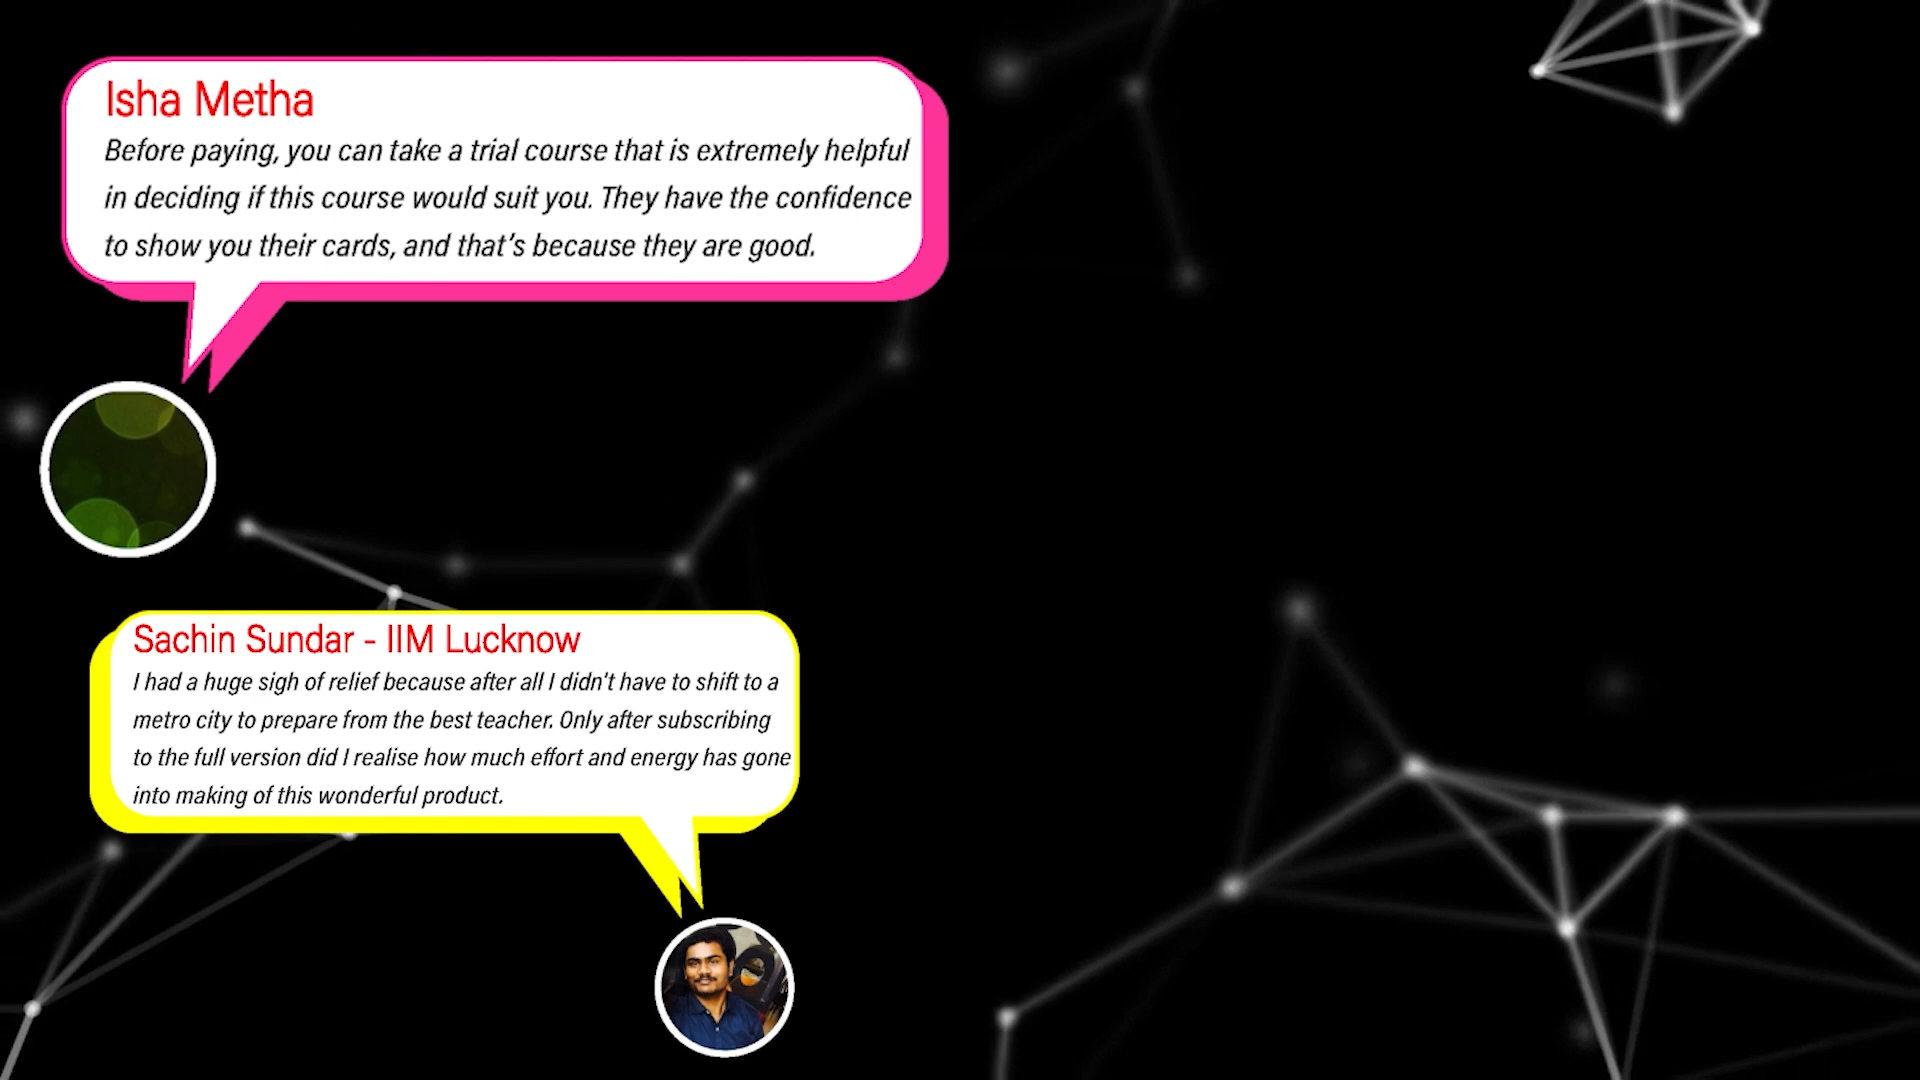 Isha Metha
Before paying, you can take a trial course that is extremely helpful
in deciding if this course would suit you. They have the confidence
to show you their cards, and that's because they are good.
Sachin Sundar - IIM Lucknow
I had a huge sigh of relief because after all I didn't have to shift to a
metro city to prepare from the best teacher. Only after subscribing
to the full version did I realise how much effort and energy has gone
into making of this wonderful product.